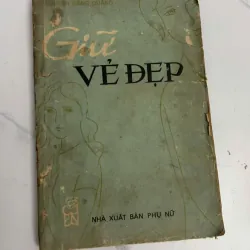 Giữ
VẺ ĐẸP
NHÀ XUẤT BẢN PHỤ NỮ